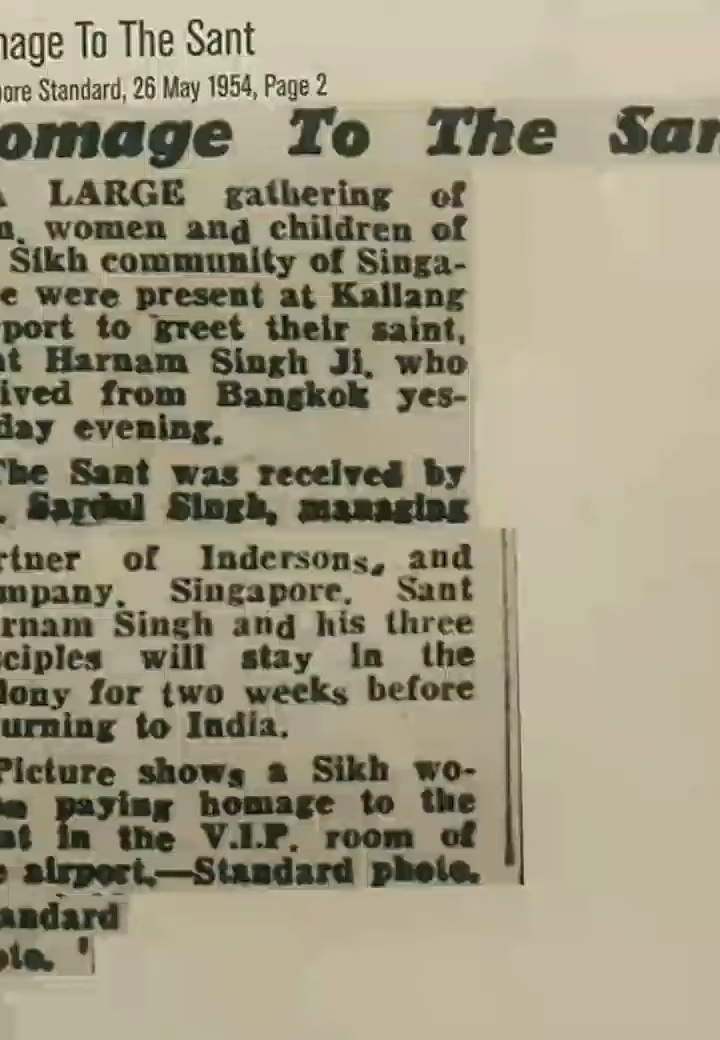 mage To The Sant
ore Standard, 26 May 1954, Page 2
omage To The San
A LARGE gathering of
n, women and children of
Sikh community of Singa-
e were present at Kallang
port to greet their saint,
nt Harnam Singh Ji, who
ived from Bangkok yes-
day evening.
The Sant was received by
. Sardul Singh, managing
rtner of Indersons, and
mpany, Singapore. Sant
rnam Singh and his three
ciples will stay in the
lony for two weeks before
urning to India.
Picture shows a Sikh wo-
paying homage to the
nt in the V.I.P. room of
e airport.—Standard photo.
andard
oto.